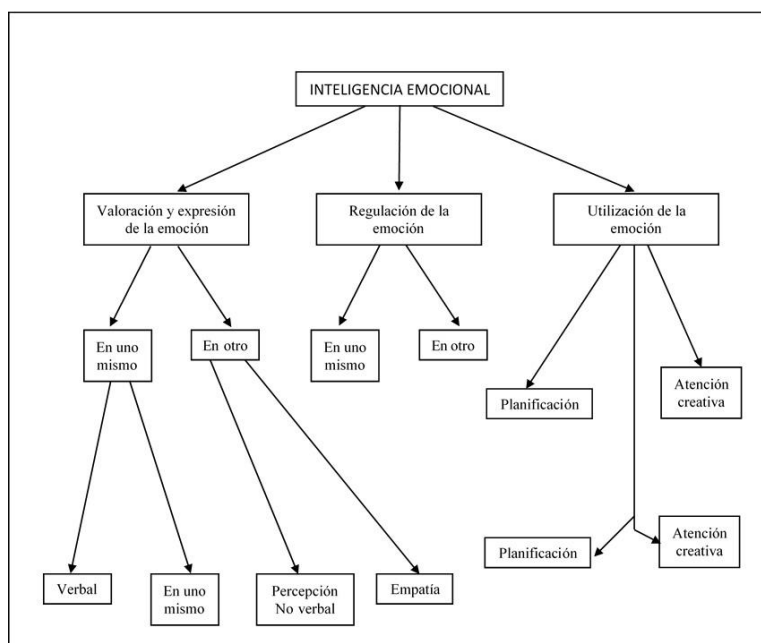 INTELIGENCIA EMOCIONAL
Valoración y expresión
de la emoción
Regulación de la
emoción
Utilización de la
emoción
En uno
mismo
En otro
En uno
mismo
En otro
Planificación
Atención
creativa
Planificación
Atención
creativa
Verbal
En uno
mismo
Percepción
No verbal
Empatía